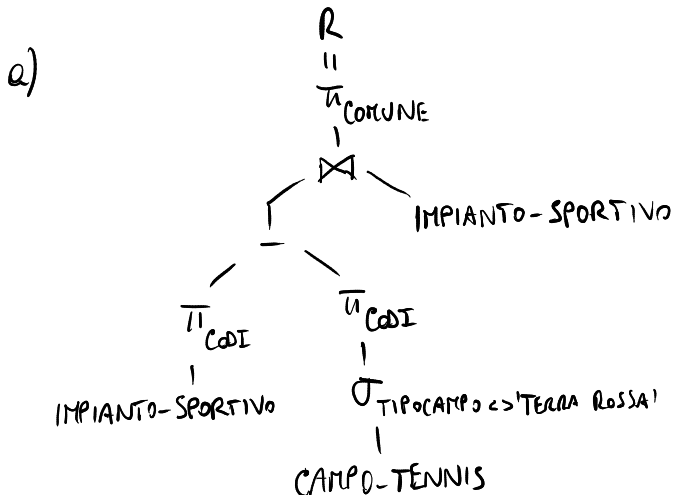 a)
R
=
π COMUNE
⋈
IMPIANTO-SPORTIVO
−
π CODI π CODI
IMPIANTO-SPORTIVO σ TIPOCAMPO <> 'TERRA ROSSA'
CAMPO-TENNIS